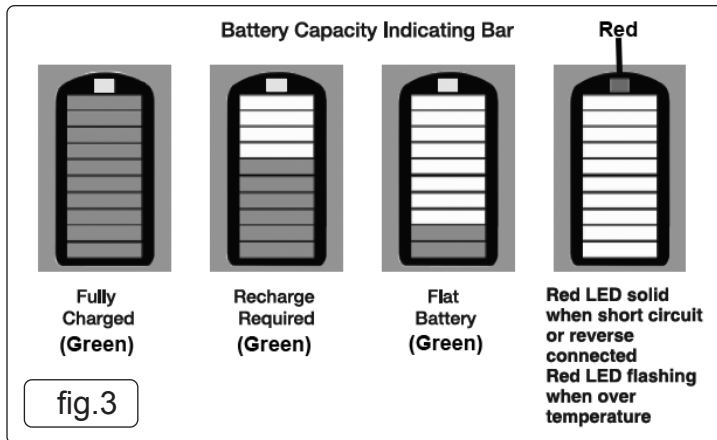 Battery Capacity Indicating Bar
Red
Fully
Charged
(Green)
Recharge
Required
(Green)
Flat
Battery
(Green)
Red LED solid
when short circuit
or reverse
connected
Red LED flashing
when over
temperature
fig.3